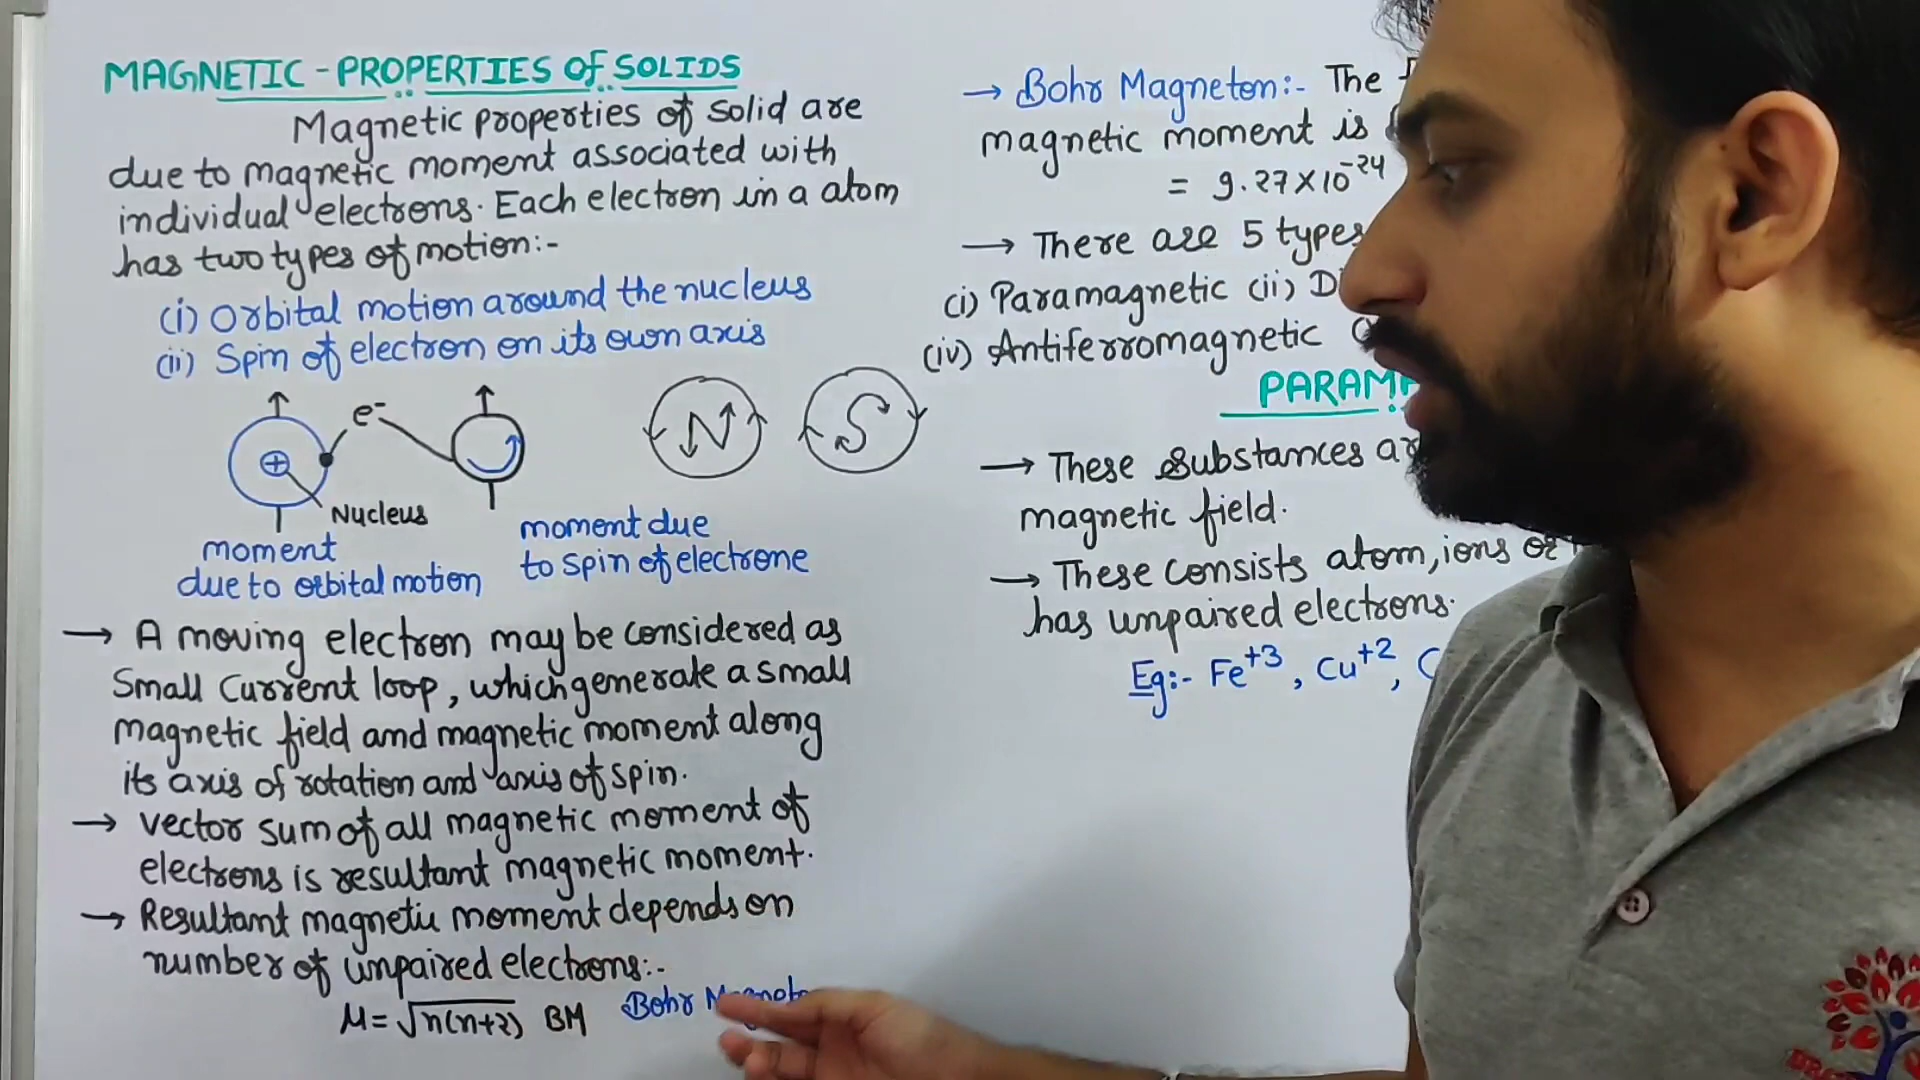 MAGNETIC - PROPERTIES OF SOLIDS
Magnetic properties of solid are
due to magnetic moment associated with
individual electrons. Each electron in a atom
has two types of motion:-
(i) Orbital motion around the nucleus
(ii) Spin of electron on its own axis
e-
N S
+
Nucleus
moment
due to orbital motion
moment due
to spin of electrone
→ A moving electron may be considered as
small current loop, which generate a small
magnetic field and magnetic moment along
its axis of rotation and axis of spin.
→ vector sum of all magnetic moment of
electrons is resultant magnetic moment.
→ Resultant magnetic moment depends on
number of unpaired electrons:-
μ = √n(n+2) BM Bohr
→ Bohr Magneton:- The
magnetic moment is
= 9.27×10⁻²⁴
→ There are 5 types
(i) Paramagnetic (ii)
(iv) Antiferromagnetic
→ These substances
magnetic field.
→ These consists atom, ions or
has unpaired electrons.
Eg:- Fe⁺³, Cu⁺²,